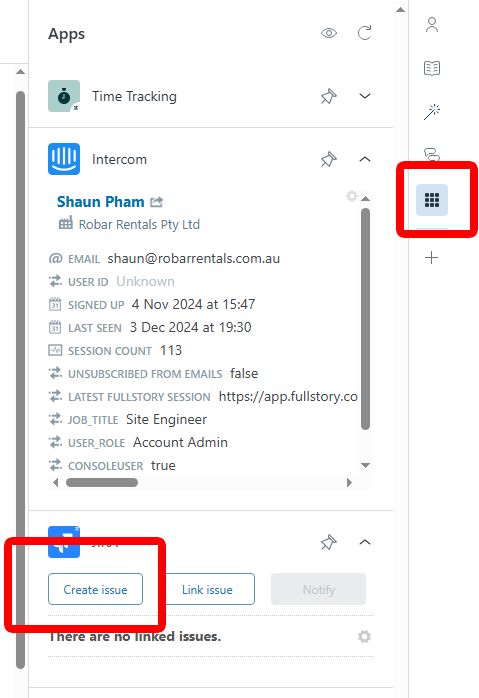 Apps
Time Tracking
Intercom
Shaun Pham
Robar Rentals Pty Ltd
EMAIL shaun@robarrentals.com.au
USER ID Unknown
SIGNED UP 4 Nov 2024 at 15:47
LAST SEEN 3 Dec 2024 at 19:30
SESSION COUNT 113
UNSUBSCRIBED FROM EMAILS false
LATEST FULLSTORY SESSION https://app.fullstory.co
JOB_TITLE Site Engineer
USER_ROLE Account Admin
CONSOLEUSER true
Create issue Link issue Notify
There are no linked issues.